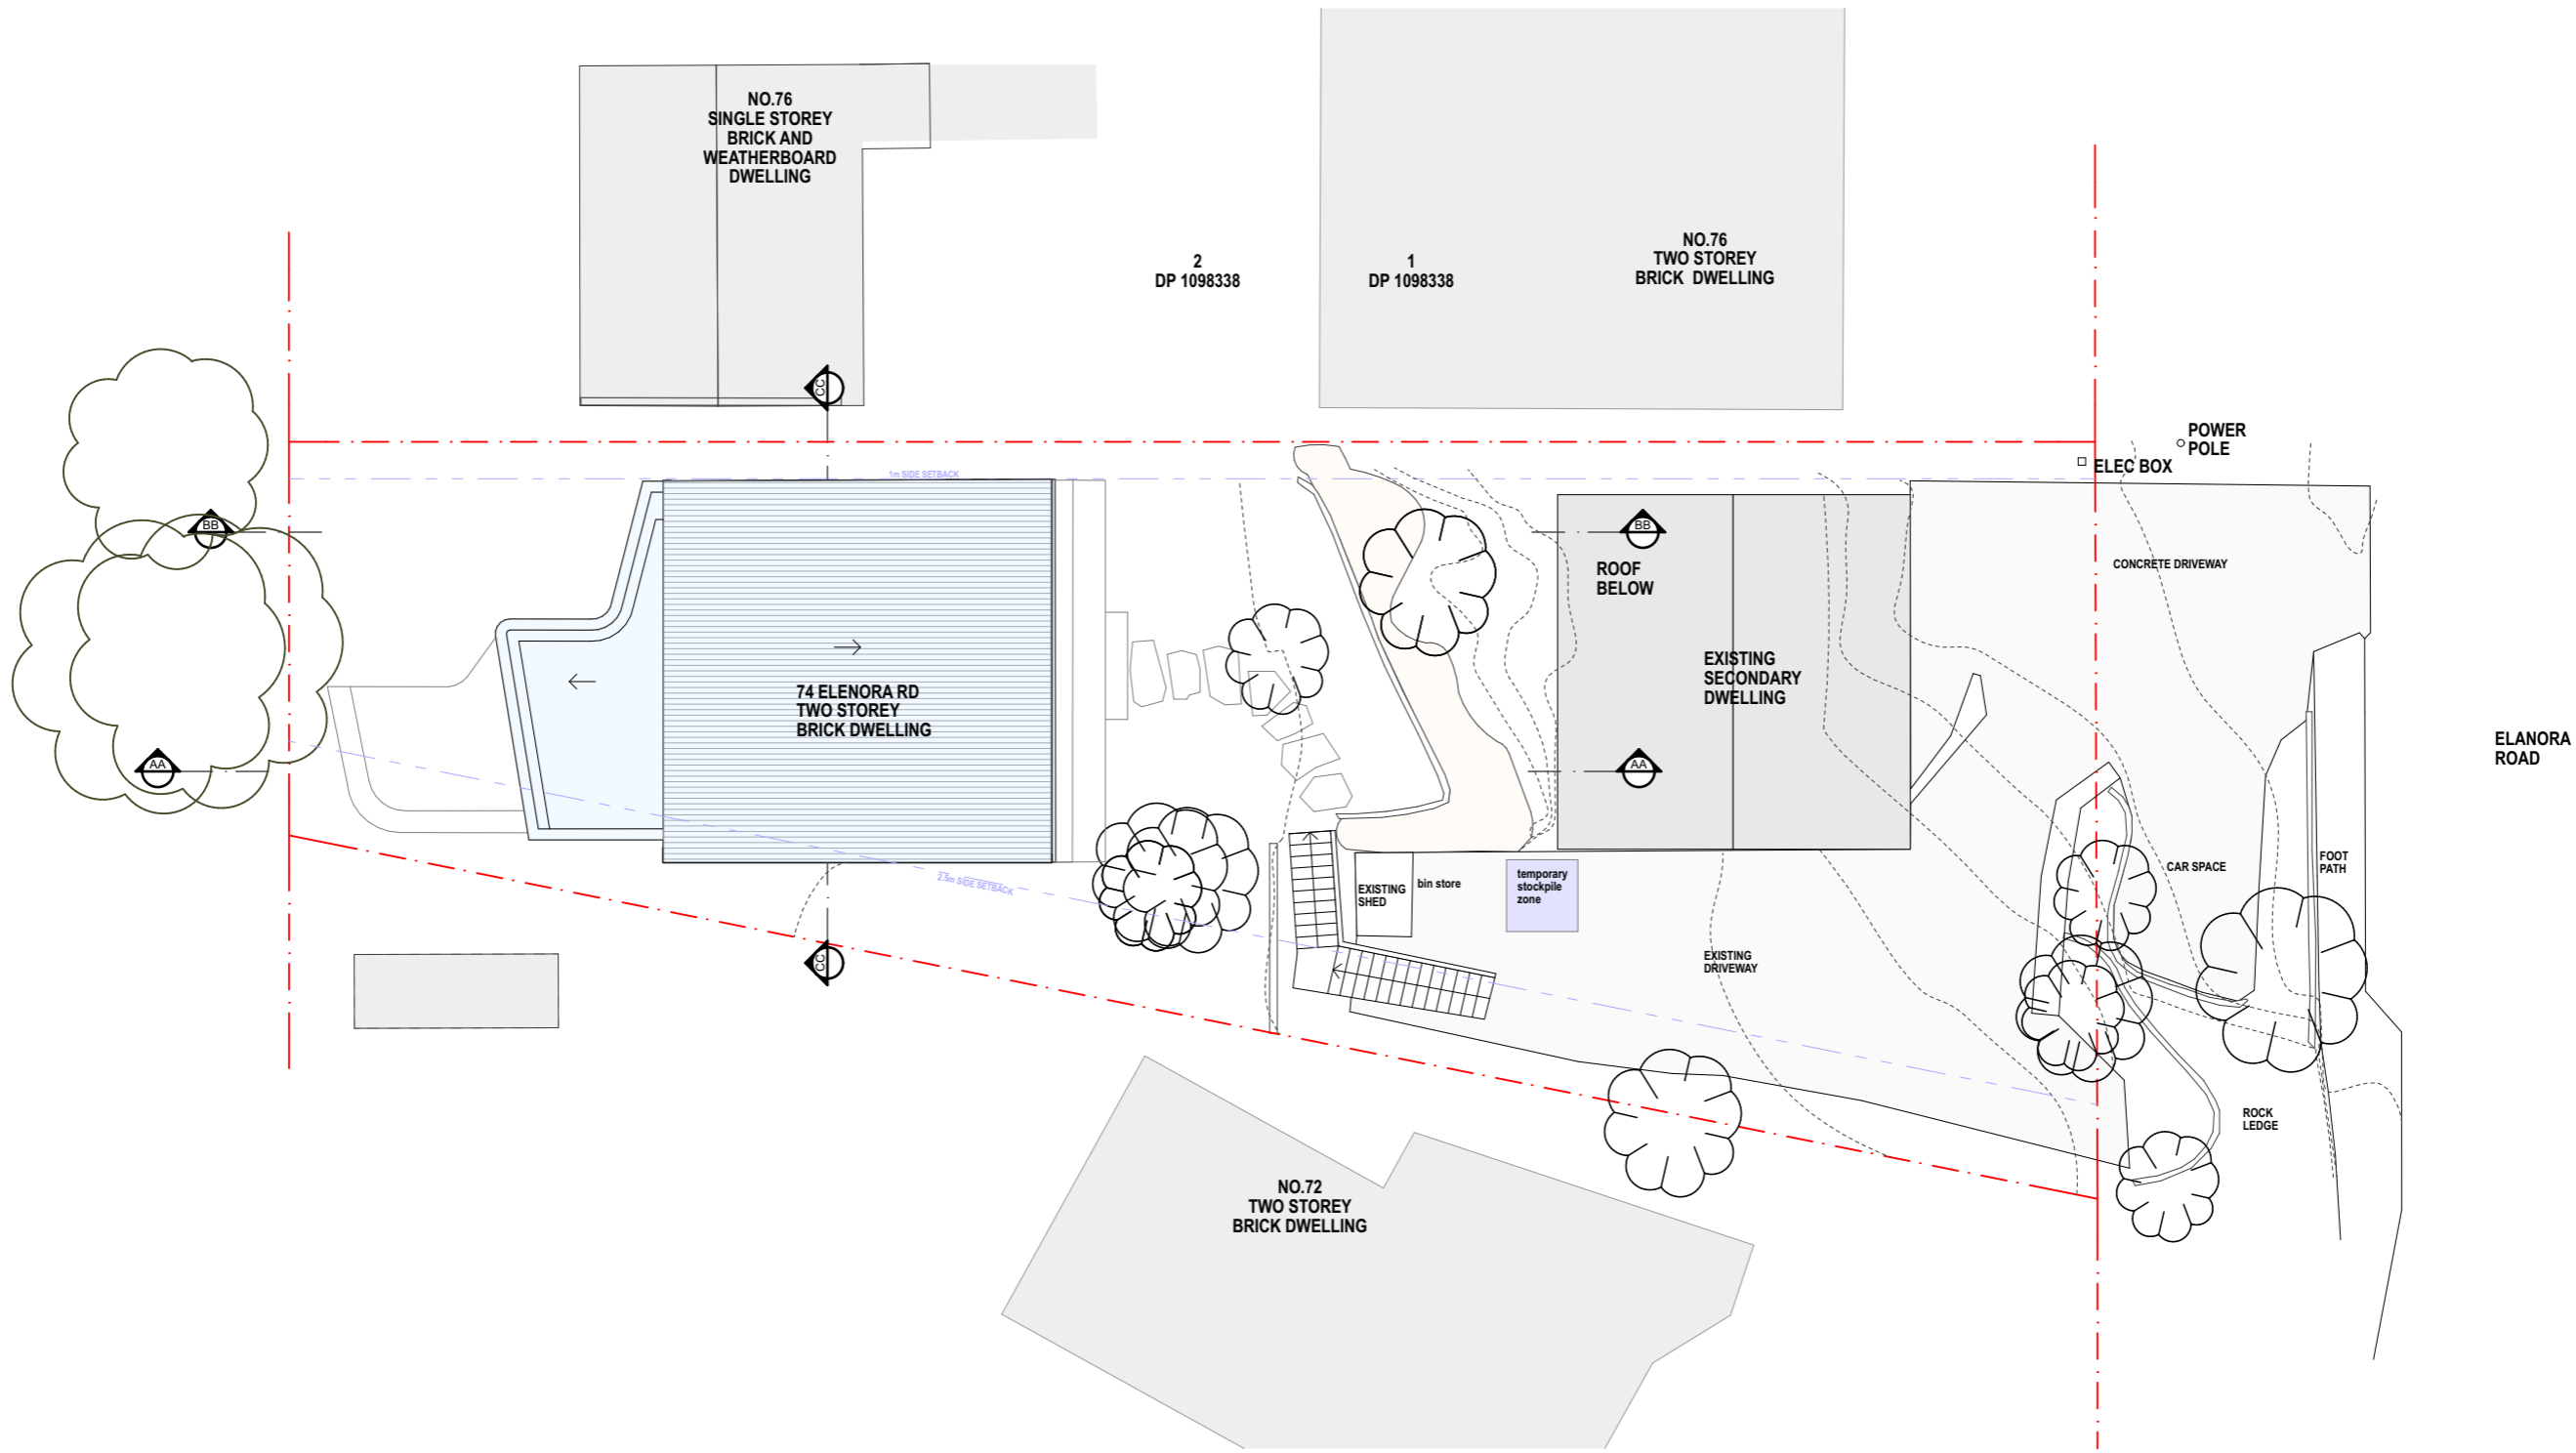 NO.76
SINGLE STOREY
BRICK AND
WEATHERBOARD
DWELLING
2
DP 1098338
1
DP 1098338
NO.76
TWO STOREY
BRICK  DWELLING
CC
POWER
POLE
ELEC BOX
1m SIDE SETBACK
BB
BB
ROOF
BELOW
CONCRETE DRIVEWAY
EXISTING
SECONDARY
DWELLING
74 ELENORA RD
TWO STOREY
BRICK DWELLING
ELANORA
ROAD
AA
AA
2.5m SIDE SETBACK
EXISTING
SHED
bin store
temporary
stockpile
zone
CAR SPACE
FOOT
PATH
CC
EXISTING
DRIVEWAY
ROCK
LEDGE
NO.72
TWO STOREY
BRICK DWELLING